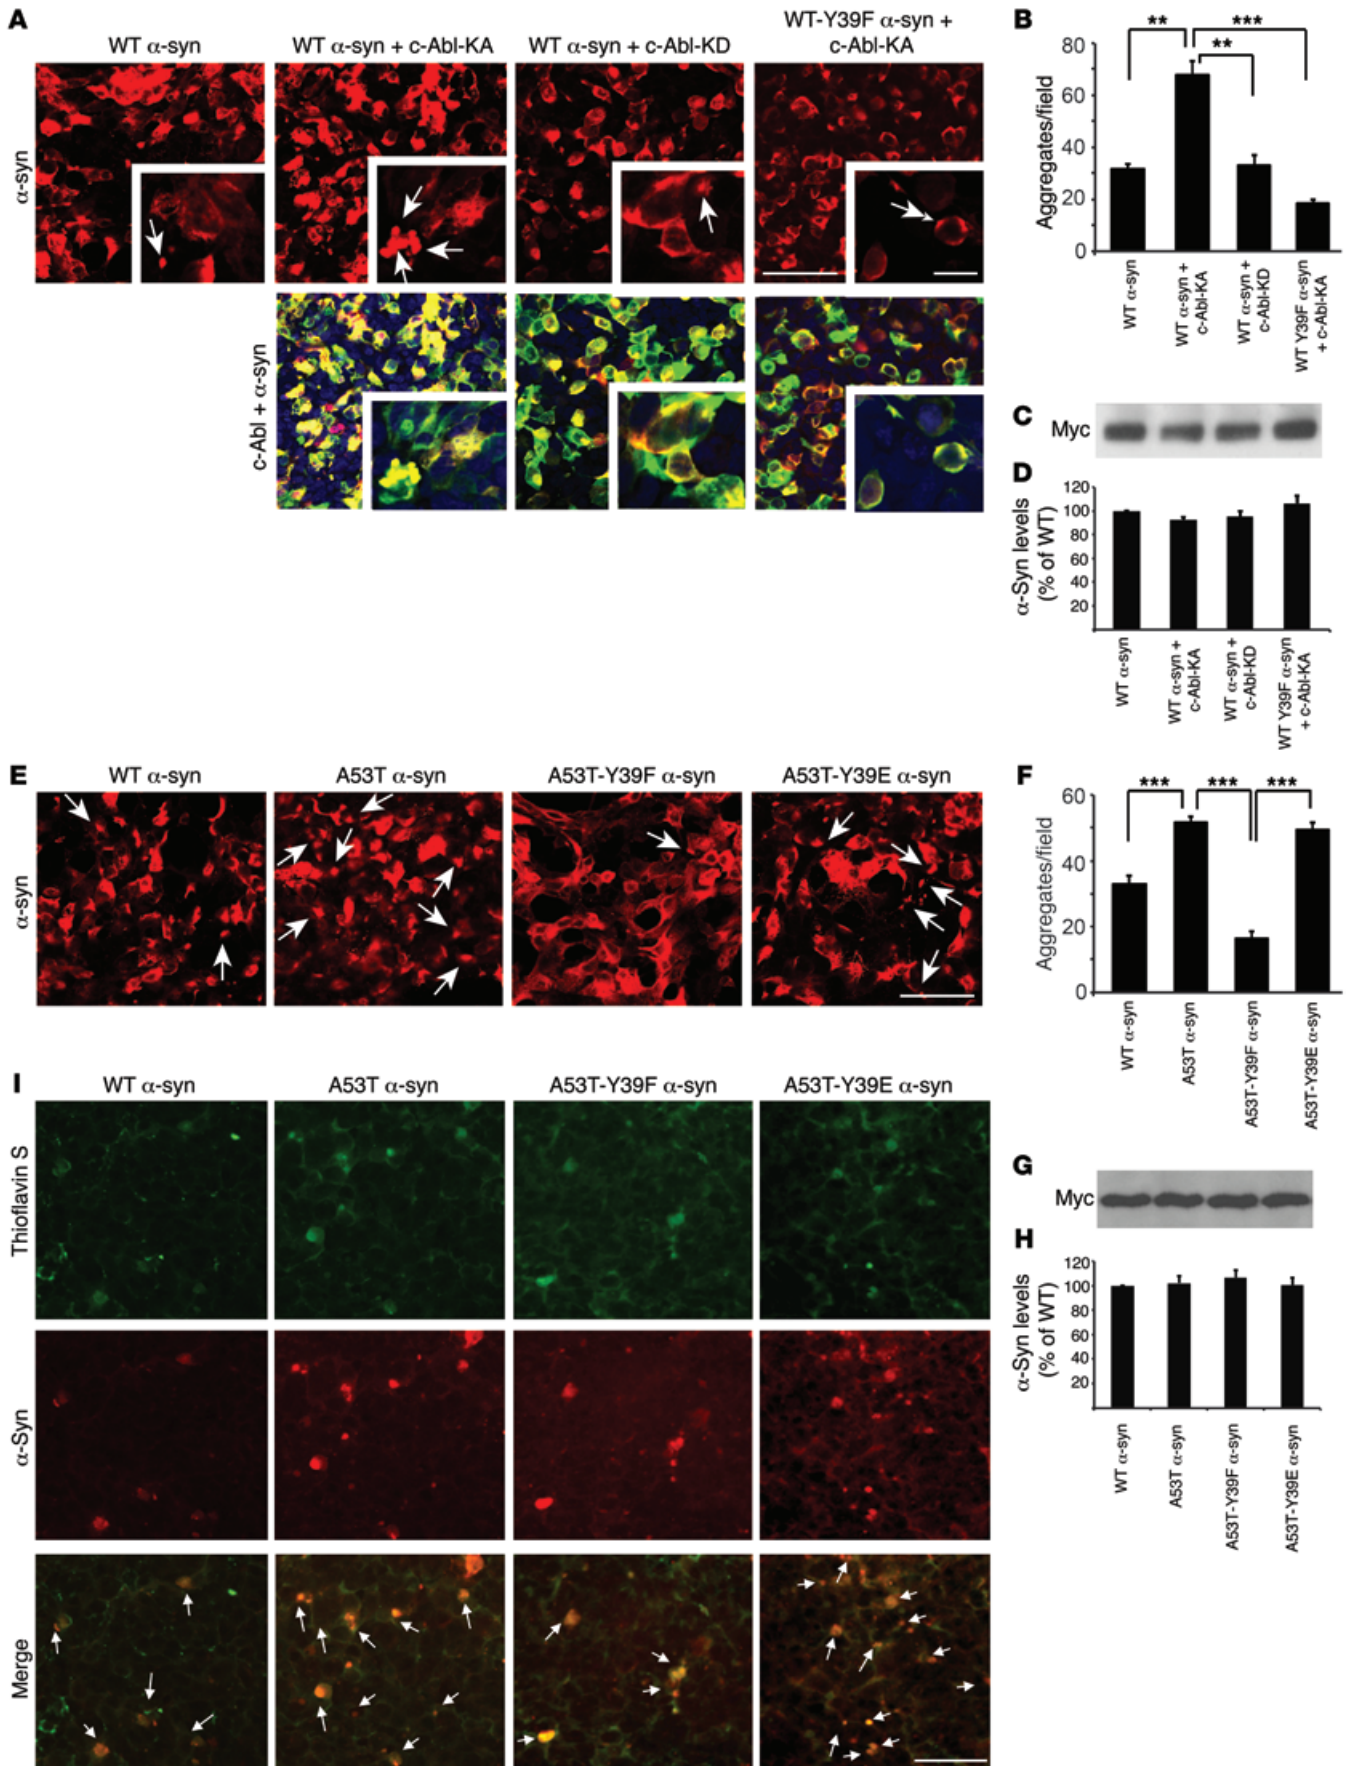 A
WT α-syn
WT α-syn + c-Abl-KA
WT α-syn + c-Abl-KD
WT-Y39F α-syn +
c-Abl-KA
α-syn
c-Abl + α-syn
B
**
***
**
Aggregates/field
80
60
40
20
0
WT α-syn
WT α-syn +
c-Abl-KA
WT α-syn +
c-Abl-KD
WT Y39F α-syn
+ c-Abl-KA
C
Myc
D
α-Syn levels
(% of WT)
120
100
80
60
40
20
WT α-syn
WT α-syn +
c-Abl-KA
WT α-syn +
c-Abl-KD
WT Y39F α-syn
+ c-Abl-KA
E
WT α-syn
A53T α-syn
A53T-Y39F α-syn
A53T-Y39E α-syn
α-syn
F
***
***
***
Aggregates/field
60
40
20
0
WT α-syn
A53T α-syn
A53T-Y39F α-syn
A53T-Y39E α-syn
G
Myc
H
α-Syn levels
(% of WT)
120
100
80
60
40
20
WT α-syn
A53T α-syn
A53T-Y39F α-syn
A53T-Y39E α-syn
I
WT α-syn
A53T α-syn
A53T-Y39F α-syn
A53T-Y39E α-syn
Thioflavin S
α-Syn
Merge